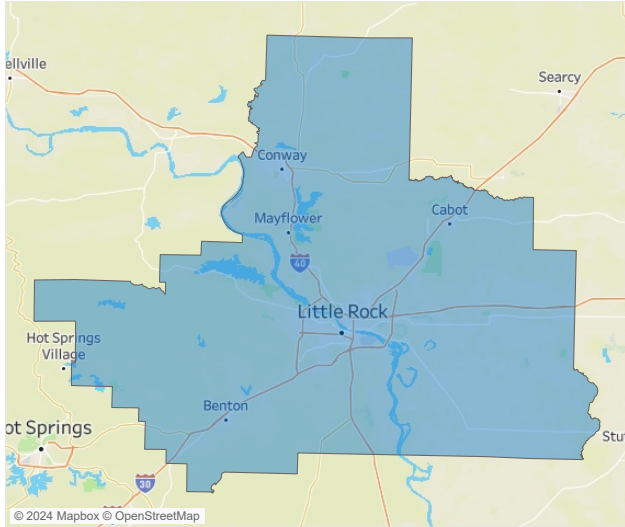 ellville
Searcy
Conway
Cabot
Mayflower
40
Little Rock
Hot Springs
Village
Benton
ot Springs
Stu
30
© 2024 Mapbox © OpenStreetMap